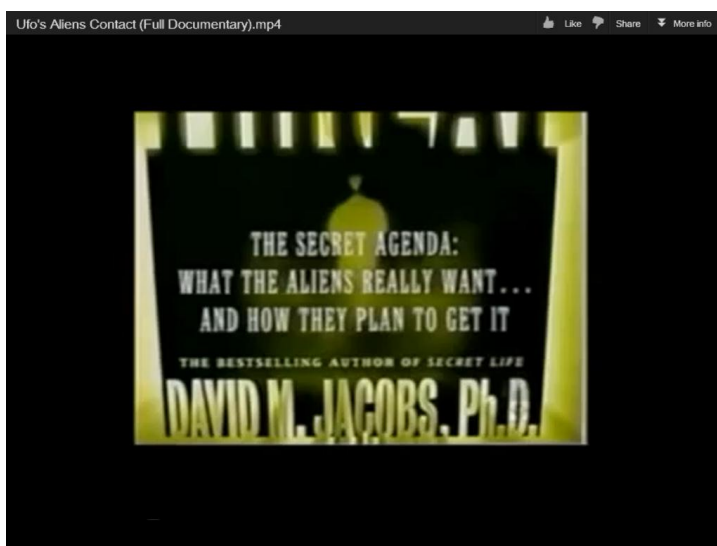 Ufo's Aliens Contact (Full Documentary).mp4
Like Share More info
THE SECRET AGENDA:
WHAT THE ALIENS REALLY WANT...
AND HOW THEY PLAN TO GET IT
THE BESTSELLING AUTHOR OF SECRET LIFE
DAVID M. JACOBS, Ph.D.